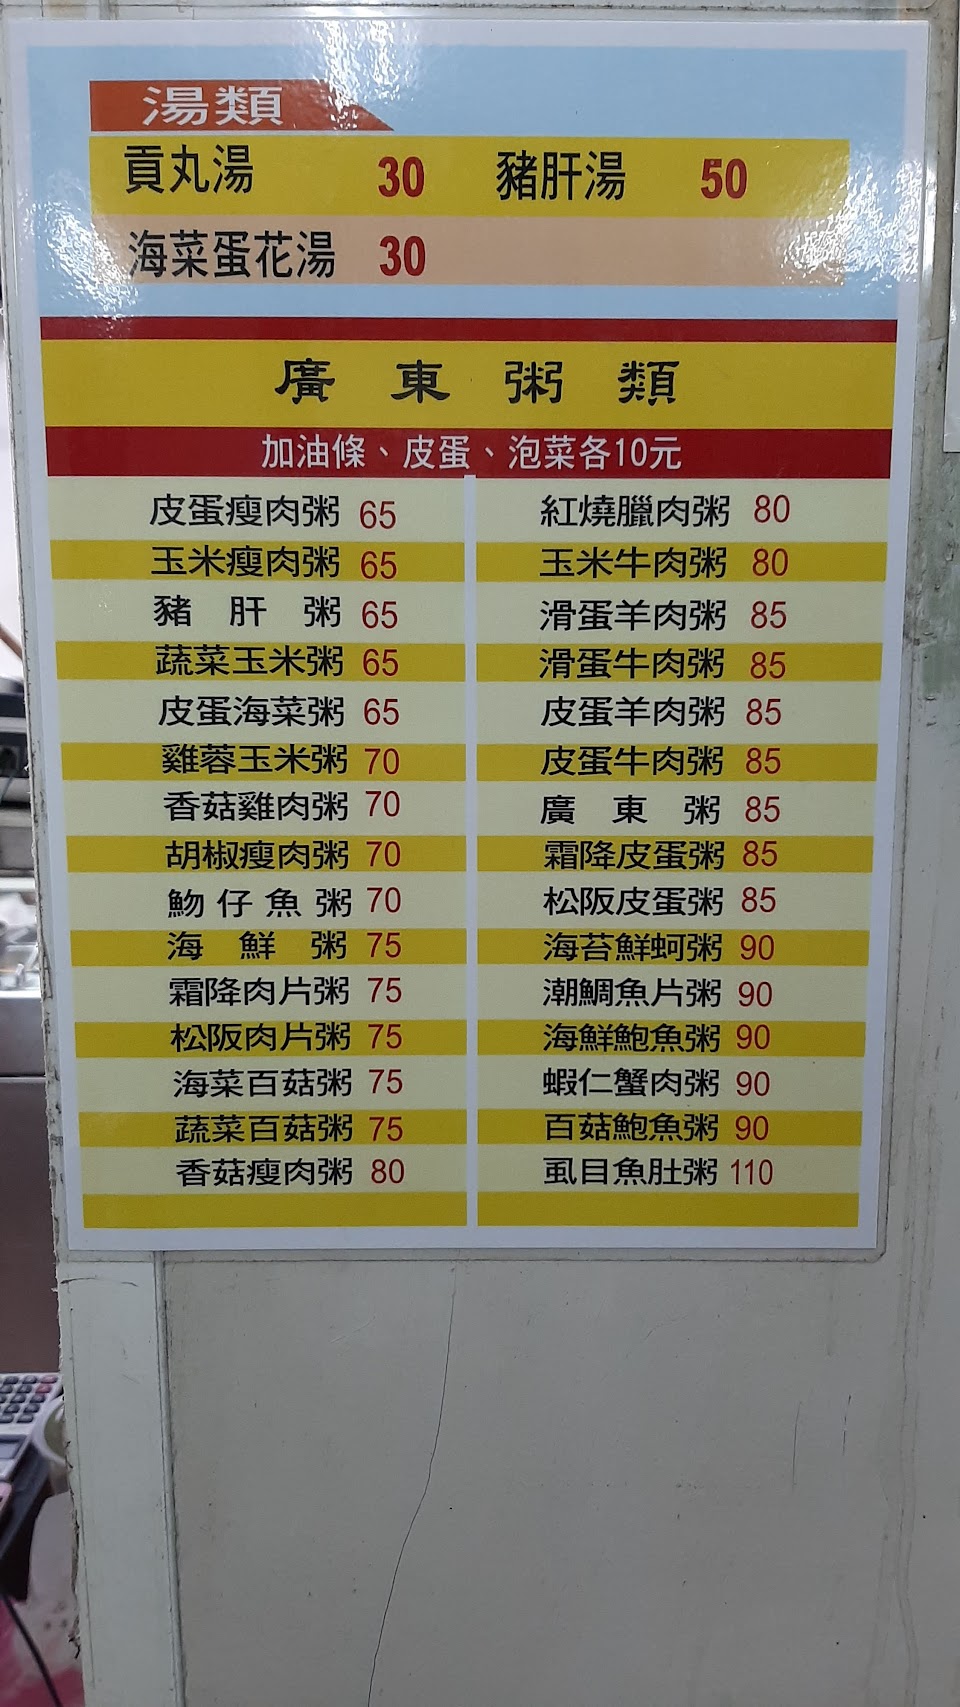 湯類
貢丸湯 30 豬肝湯 50
海菜蛋花湯 30
廣東粥類
加油條、皮蛋、泡菜各10元
皮蛋瘦肉粥 65 紅燒臘肉粥 80
玉米瘦肉粥 65 玉米牛肉粥 80
豬肝粥 65 滑蛋羊肉粥 85
蔬菜玉米粥 65 滑蛋牛肉粥 85
皮蛋海菜粥 65 皮蛋羊肉粥 85
雞蓉玉米粥 70 皮蛋牛肉粥 85
香菇雞肉粥 70 廣東粥 85
胡椒瘦肉粥 70 霜降皮蛋粥 85
魩仔魚粥 70 松阪皮蛋粥 85
海鮮粥 75 海苔鮮蚵粥 90
霜降肉片粥 75 潮鯛魚片粥 90
松阪肉片粥 75 海鮮鮑魚粥 90
海菜百菇粥 75 蝦仁蟹肉粥 90
蔬菜百菇粥 75 百菇鮑魚粥 90
香菇瘦肉粥 80 虱目魚肚粥 110